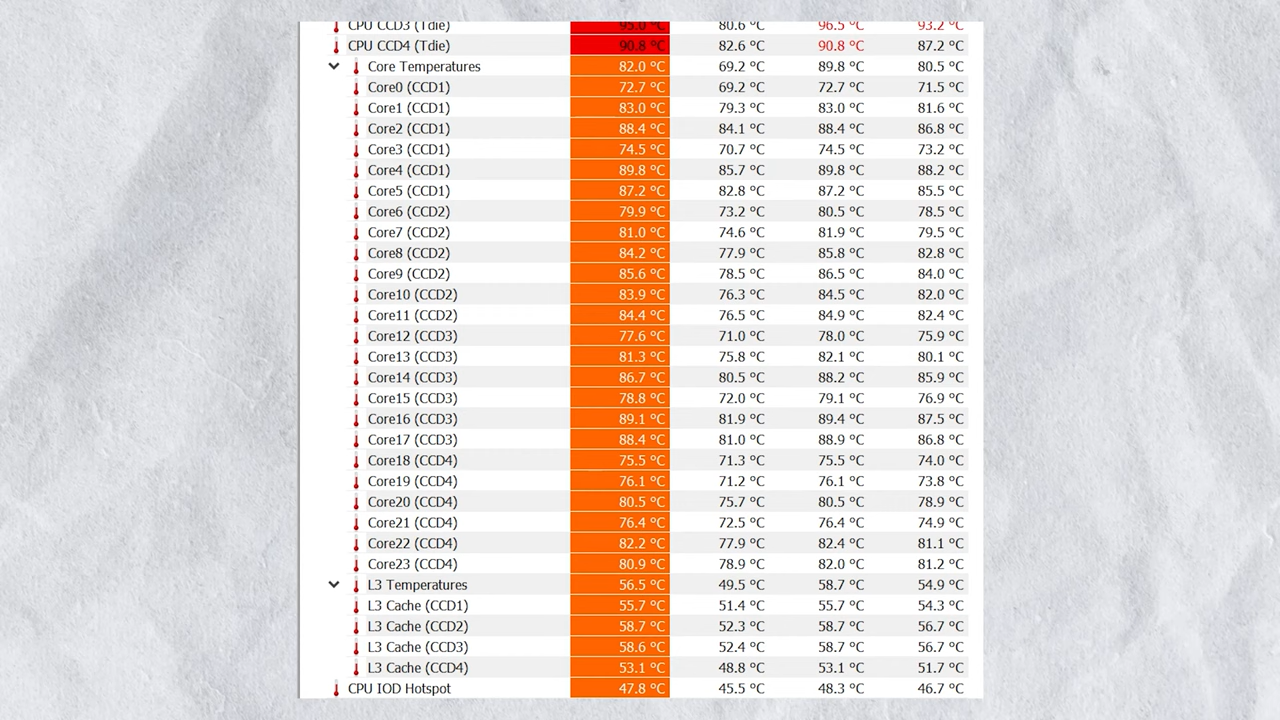 CPU CCD3 (Tdie) 95.0 °C 80.6 °C 96.5 °C 93.2 °C
CPU CCD4 (Tdie) 90.8 °C 82.6 °C 90.8 °C 87.2 °C
Core Temperatures 82.0 °C 69.2 °C 89.8 °C 80.5 °C
Core0 (CCD1) 72.7 °C 69.2 °C 72.7 °C 71.5 °C
Core1 (CCD1) 83.0 °C 79.3 °C 83.0 °C 81.6 °C
Core2 (CCD1) 88.4 °C 84.1 °C 88.4 °C 86.8 °C
Core3 (CCD1) 74.5 °C 70.7 °C 74.5 °C 73.2 °C
Core4 (CCD1) 89.8 °C 85.7 °C 89.8 °C 88.2 °C
Core5 (CCD1) 87.2 °C 82.8 °C 87.2 °C 85.5 °C
Core6 (CCD2) 79.9 °C 73.2 °C 80.5 °C 78.5 °C
Core7 (CCD2) 81.0 °C 74.6 °C 81.9 °C 79.5 °C
Core8 (CCD2) 84.2 °C 77.9 °C 85.8 °C 82.8 °C
Core9 (CCD2) 85.6 °C 78.5 °C 86.5 °C 84.0 °C
Core10 (CCD2) 83.9 °C 76.3 °C 84.5 °C 82.0 °C
Core11 (CCD2) 84.4 °C 76.5 °C 84.9 °C 82.4 °C
Core12 (CCD3) 77.6 °C 71.0 °C 78.0 °C 75.9 °C
Core13 (CCD3) 81.3 °C 75.8 °C 82.1 °C 80.1 °C
Core14 (CCD3) 86.7 °C 80.5 °C 88.2 °C 85.9 °C
Core15 (CCD3) 78.8 °C 72.0 °C 79.1 °C 76.9 °C
Core16 (CCD3) 89.1 °C 81.9 °C 89.4 °C 87.5 °C
Core17 (CCD3) 88.4 °C 81.0 °C 88.9 °C 86.8 °C
Core18 (CCD4) 75.5 °C 71.3 °C 75.5 °C 74.0 °C
Core19 (CCD4) 76.1 °C 71.2 °C 76.1 °C 73.8 °C
Core20 (CCD4) 80.5 °C 75.7 °C 80.5 °C 78.9 °C
Core21 (CCD4) 76.4 °C 72.5 °C 76.4 °C 74.9 °C
Core22 (CCD4) 82.2 °C 77.9 °C 82.4 °C 81.1 °C
Core23 (CCD4) 80.9 °C 78.9 °C 82.0 °C 81.2 °C
L3 Temperatures 56.5 °C 49.5 °C 58.7 °C 54.9 °C
L3 Cache (CCD1) 55.7 °C 51.4 °C 55.7 °C 54.3 °C
L3 Cache (CCD2) 58.7 °C 52.3 °C 58.7 °C 56.7 °C
L3 Cache (CCD3) 58.6 °C 52.4 °C 58.7 °C 56.7 °C
L3 Cache (CCD4) 53.1 °C 48.8 °C 53.1 °C 51.7 °C
CPU IOD Hotspot 47.8 °C 45.5 °C 48.3 °C 46.7 °C